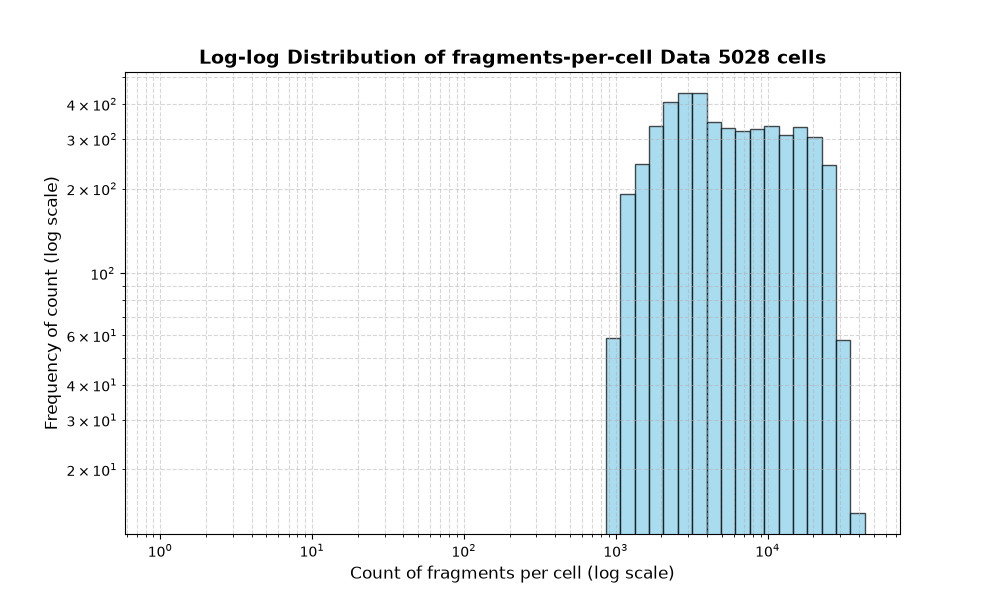 Log-log Distribution of fragments-per-cell Data 5028 cells
Frequency of count (log scale)
4 × 10²
3 × 10²
2 × 10²
10²
6 × 10¹
4 × 10¹
3 × 10¹
2 × 10¹
10⁰ 10¹ 10² 10³ 10⁴
Count of fragments per cell (log scale)